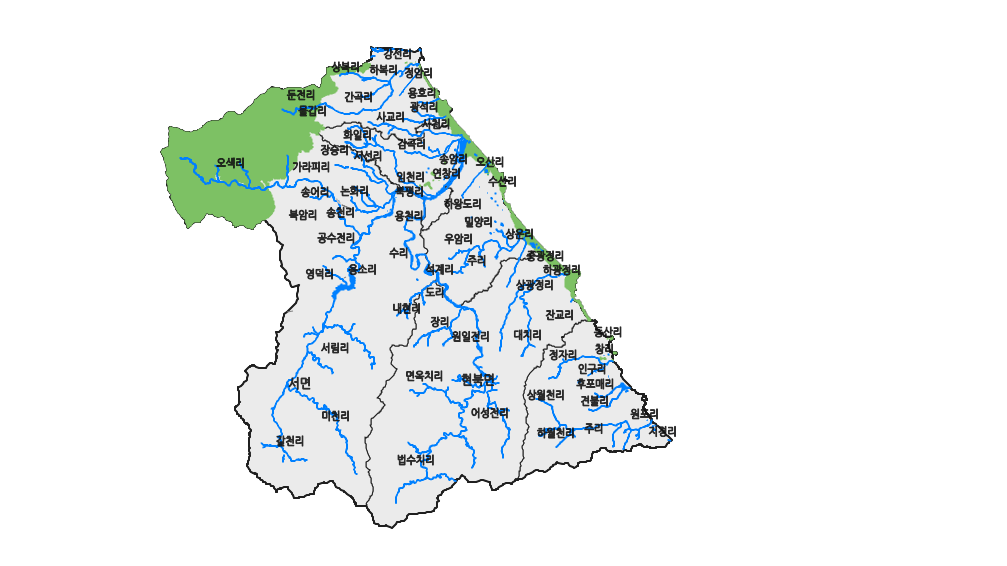 강전리
상복리
하복리
정암리
둔전리
간곡리
용호리
물갑리
광석리
사교리
사천리
화일리
감곡리
장승리
서선리
송암리
오색리
가라피리
오산리
연창리
임천리
수산리
송어리
논화리
북평리
하왕도리
북암리
송천리
용천리
밀양리
공수전리
우암리
상운리
수리
주리
중광정리
영덕리
용소리
석계리
하광정리
도리
상광정리
내현리
장리
잔교리
원일전리
대치리
동산리
서림리
창리
정자리
인구리
면옥치리
현북면
후포매리
서면
상월천리
견불리
미천리
어성전리
원포리
갈천리
하월천리
주리
지경리
법수치리